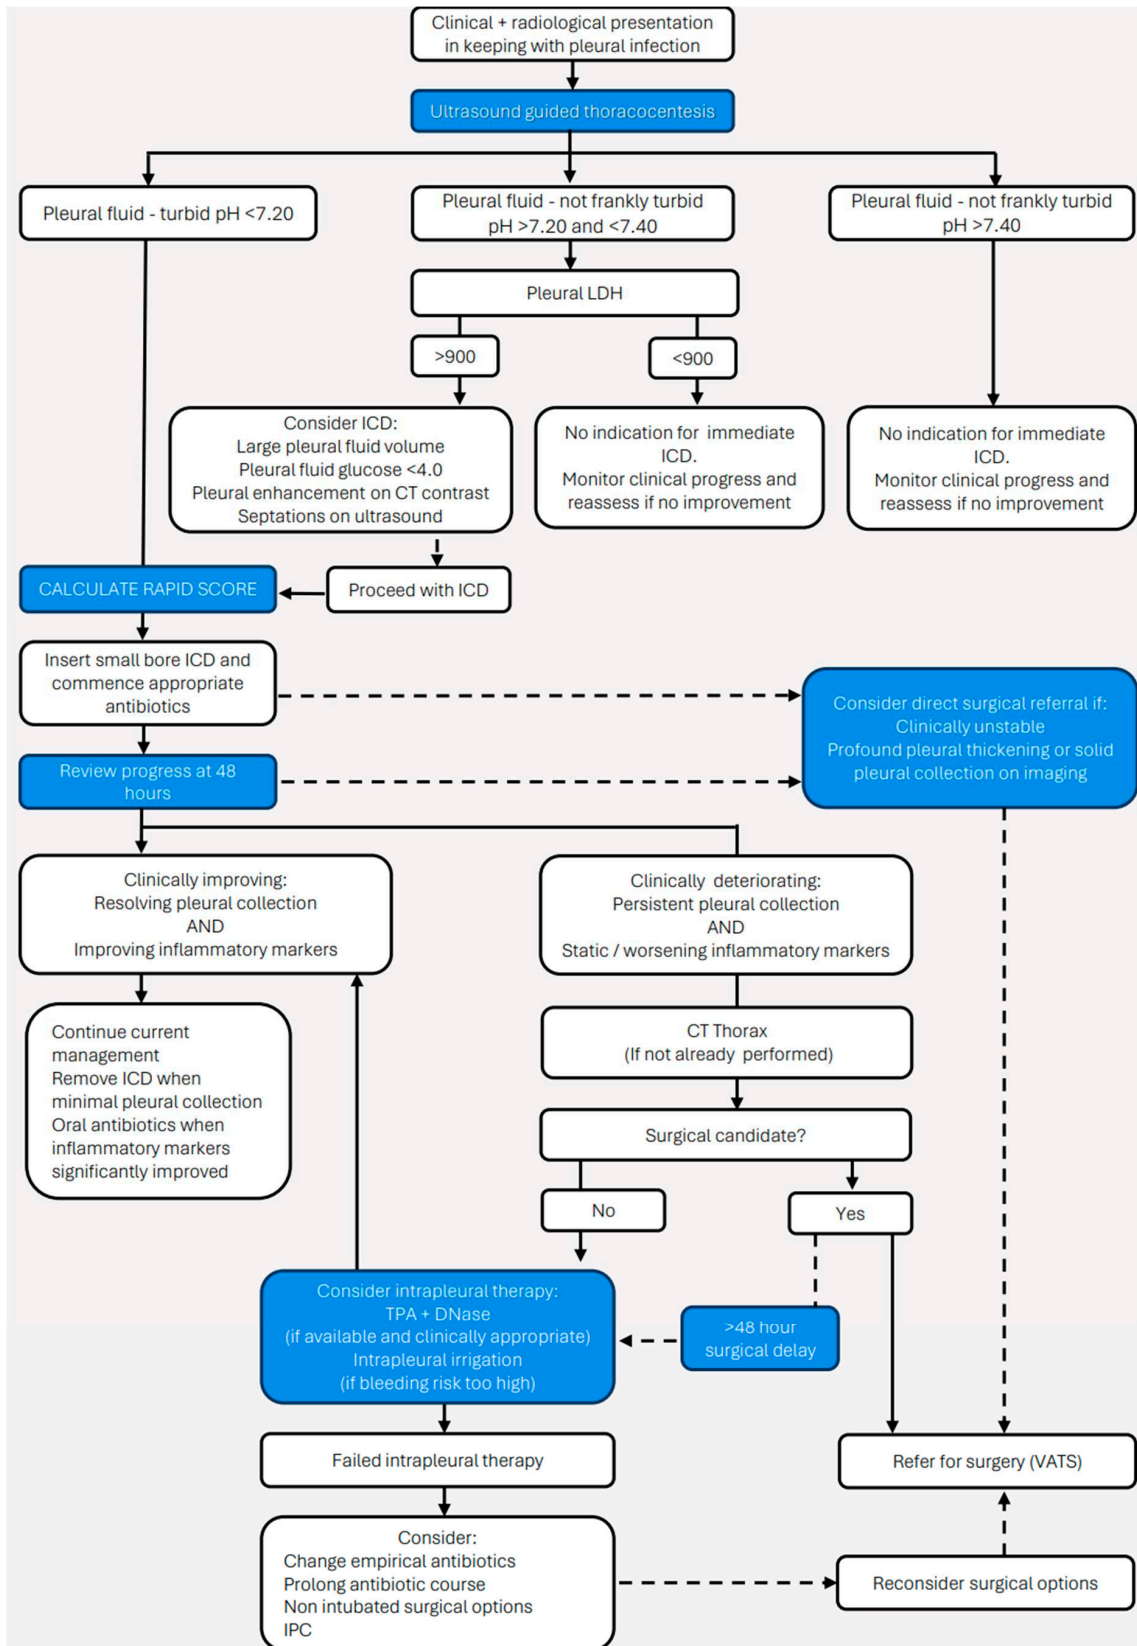 Clinical + radiological presentation
in keeping with pleural infection
Ultrasound guided thoracocentesis
Pleural fluid - turbid pH <7.20
Pleural fluid - not frankly turbid
pH >7.20 and <7.40
Pleural fluid - not frankly turbid
pH >7.40
Pleural LDH
>900
<900
Consider ICD:
Large pleural fluid volume
Pleural fluid glucose <4.0
Pleural enhancement on CT contrast
Septations on ultrasound
No indication for immediate
ICD.
Monitor clinical progress and
reassess if no improvement
No indication for immediate
ICD.
Monitor clinical progress and
reassess if no improvement
CALCULATE RAPID SCORE
Proceed with ICD
Insert small bore ICD and
commence appropriate
antibiotics
Consider direct surgical referral if:
Clinically unstable
Profound pleural thickening or solid
pleural collection on imaging
Review progress at 48
hours
Clinically improving:
Resolving pleural collection
AND
Improving inflammatory markers
Clinically deteriorating:
Persistent pleural collection
AND
Static / worsening inflammatory markers
Continue current
management
Remove ICD when
minimal pleural collection
Oral antibiotics when
inflammatory markers
significantly improved
CT Thorax
(If not already performed)
Surgical candidate?
No
Yes
Consider intrapleural therapy:
TPA + DNase
(if available and clinically appropriate)
Intrapleural irrigation
(if bleeding risk too high)
>48 hour
surgical delay
Failed intrapleural therapy
Refer for surgery (VATS)
Consider:
Change empirical antibiotics
Prolong antibiotic course
Non intubated surgical options
IPC
Reconsider surgical options